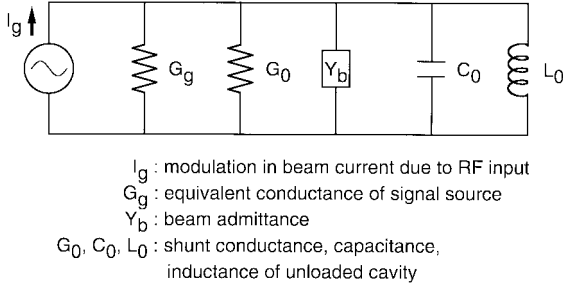 Ig
Gg
G0
Yb
C0
L0
Ig : modulation in beam current due to RF input
Gg : equivalent conductance of signal source
Yb : beam admittance
G0, C0, L0 : shunt conductance, capacitance,
inductance of unloaded cavity